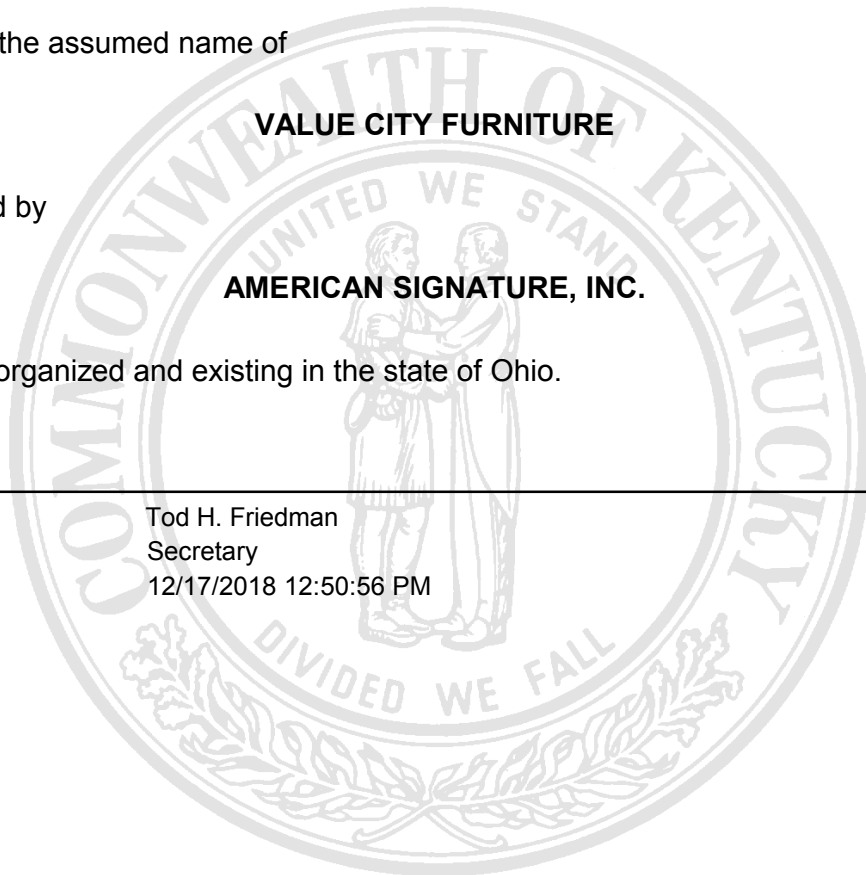 the assumed name of
VALUE CITY FURNITURE
d by
AMERICAN SIGNATURE, INC.
organized and existing in the state of Ohio.
Tod H. Friedman
Secretary
12/17/2018 12:50:56 PM
COMMONWEALTH OF KENTUCKY
UNITED WE STAND
DIVIDED WE FALL